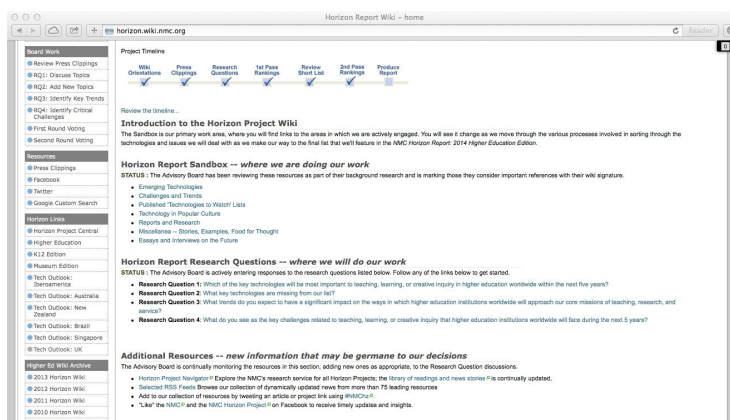 Horizon Report Wiki – home
horizon.wiki.nmc.org
Reader
0
Board Work
Review Press Clippings
RQ1: Discuss Topics
RQ2: Add New Topics
RQ3: Identify Key Trends
RQ4: Identify Critical
Challenges
First Round Voting
Second Round Voting
Resources
Press Clippings
Facebook
Twitter
Google Custom Search
Horizon Links
Horizon Project Central
Higher Education
K12 Edition
Museum Edition
Tech Outlook:
Iberoamerica
Tech Outlook: Australia
Tech Outlook: New
Zealand
Tech Outlook: Brazil
Tech Outlook: Singapore
Tech Outlook: UK
Higher Ed Wiki Archive
2013 Horizon Wiki
2012 Horizon Wiki
2011 Horizon Wiki
2010 Horizon Wiki
Project Timeline
Wiki Orientations
Press Clippings
Research Questions
1st Pass Rankings
Review Short List
2nd Pass Rankings
Produce Report
Review the timeline...
Introduction to the Horizon Project Wiki
The Sandbox is our primary work area, where you will find links to the areas in which we are actively engaged. You will see it change as we move through the various processes involved in sorting through the
technologies and issues we will deal with as we make our way to the final list that we'll feature in the NMC Horizon Report: 2014 Higher Education Edition.
Horizon Report Sandbox -- where we are doing our work
STATUS : The Advisory Board has been reviewing these resources as part of their background research and is marking those they consider important references with their wiki signature.
Emerging Technologies
Challenges and Trends
Published 'Technologies to Watch' Lists
Technology in Popular Culture
Reports and Research
Miscellanea -- Stories, Examples, Food for Thought
Essays and Interviews on the Future
Horizon Report Research Questions -- where we will do our work
STATUS : The Advisory Board is actively entering responses to the research questions listed below. Follow any of the links below to get started.
Research Question 1: Which of the key technologies will be most important to teaching, learning, or creative inquiry in higher education worldwide within the next five years?
Research Question 2: What key technologies are missing from our list?
Research Question 3: What trends do you expect to have a significant impact on the ways in which higher education institutions worldwide will approach our core missions of teaching, research, and
service?
Research Question 4: What do you see as the key challenges related to teaching, learning, or creative inquiry that higher education institutions worldwide will face during the next 5 years?
Additional Resources -- new information that may be germane to our decisions
The Advisory Board is continually monitoring the resources in this section, adding new ones as appropriate, to the Research Question discussions.
Horizon Project Navigator Explore the NMC's research service for all Horizon Projects; the library of readings and news stories is continually updated,
Selected RSS Feeds Browse our collection of dynamically updated news from more than 75 leading resources
Add to our collection of resources by tweeting an article or project link using #NMChz.
"Like" the NMC and the NMC Horizon Project on Facebook to receive timely updates and insights.